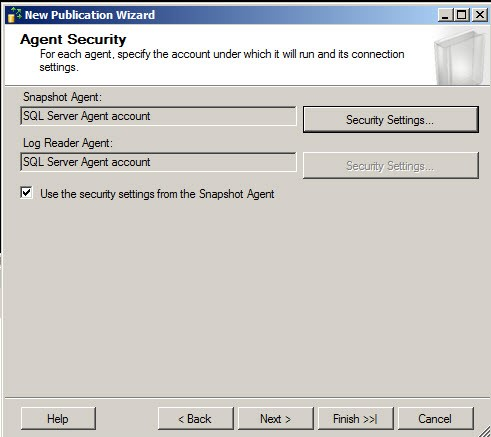 New Publication Wizard
Agent Security
For each agent, specify the account under which it will run and its connection
settings.
Snapshot Agent:
SQL Server Agent account
Security Settings...
Log Reader Agent:
SQL Server Agent account
Security Settings...
Use the security settings from the Snapshot Agent
Help
< Back
Next >
Finish >>|
Cancel